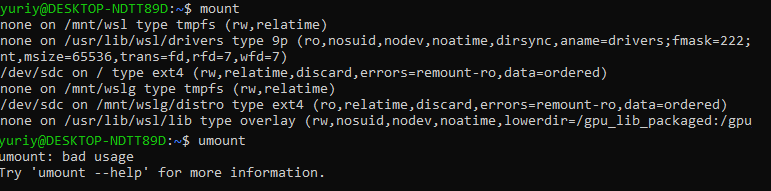 yuriy@DESKTOP-NDTT89D:~$ mount
none on /mnt/wsl type tmpfs (rw,relatime)
none on /usr/lib/wsl/drivers type 9p (ro,nosuid,nodev,noatime,dirsync,aname=drivers;fmask=222;
nt,msize=65536,trans=fd,rfd=7,wfd=7)
/dev/sdc on / type ext4 (rw,relatime,discard,errors=remount-ro,data=ordered)
none on /mnt/wslg type tmpfs (rw,relatime)
/dev/sdc on /mnt/wslg/distro type ext4 (ro,relatime,discard,errors=remount-ro,data=ordered)
none on /usr/lib/wsl/lib type overlay (rw,nosuid,nodev,noatime,lowerdir=/gpu_lib_packaged:/gpu
yuriy@DESKTOP-NDTT89D:~$ umount
umount: bad usage
Try 'umount --help' for more information.